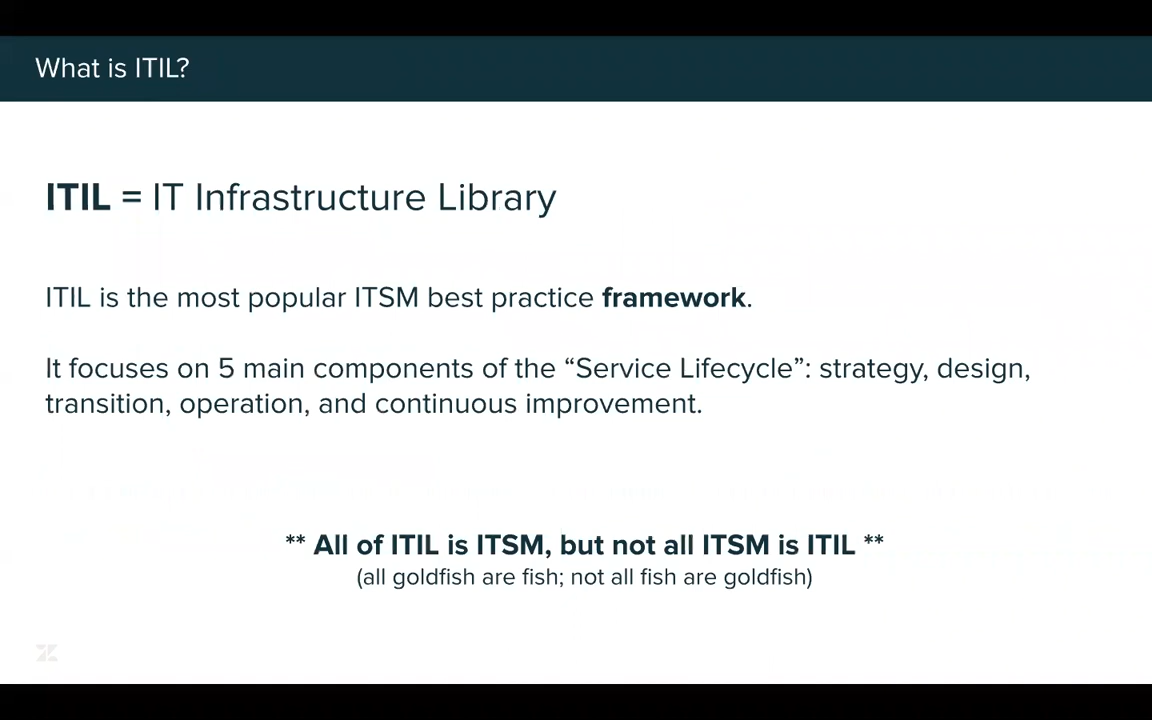 What is ITIL?
ITIL = IT Infrastructure Library
ITIL is the most popular ITSM best practice framework.
It focuses on 5 main components of the “Service Lifecycle”: strategy, design,
transition, operation, and continuous improvement.
** All of ITIL is ITSM, but not all ITSM is ITIL **
(all goldfish are fish; not all fish are goldfish)